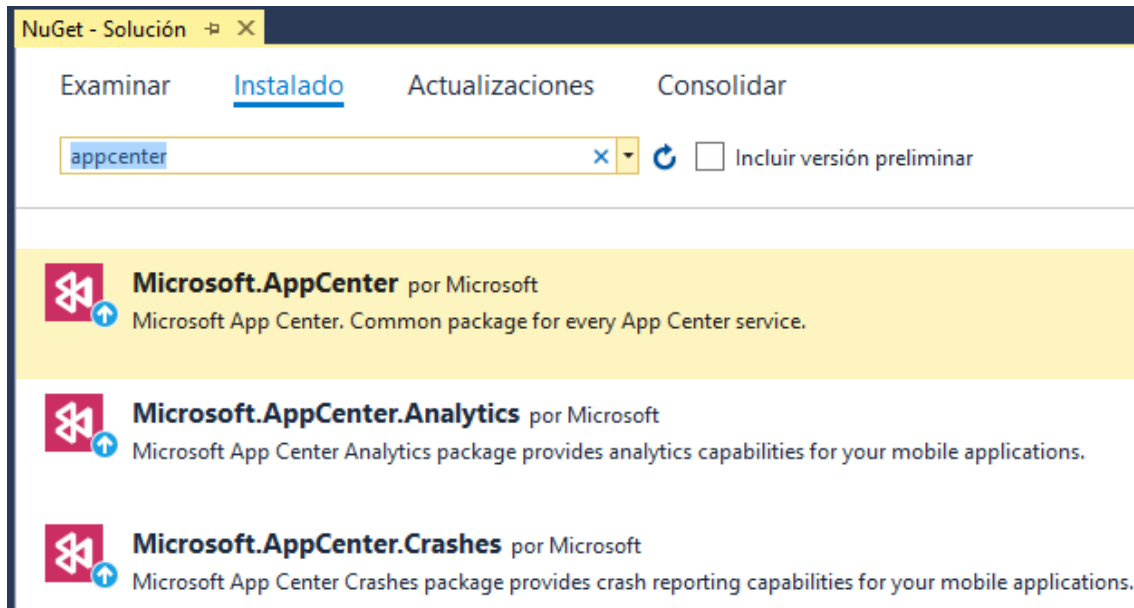 NuGet - Solución
Examinar Instalado Actualizaciones Consolidar
appcenter Incluir versión preliminar
Microsoft.AppCenter por Microsoft
Microsoft App Center. Common package for every App Center service.
Microsoft.AppCenter.Analytics por Microsoft
Microsoft App Center Analytics package provides analytics capabilities for your mobile applications.
Microsoft.AppCenter.Crashes por Microsoft
Microsoft App Center Crashes package provides crash reporting capabilities for your mobile applications.